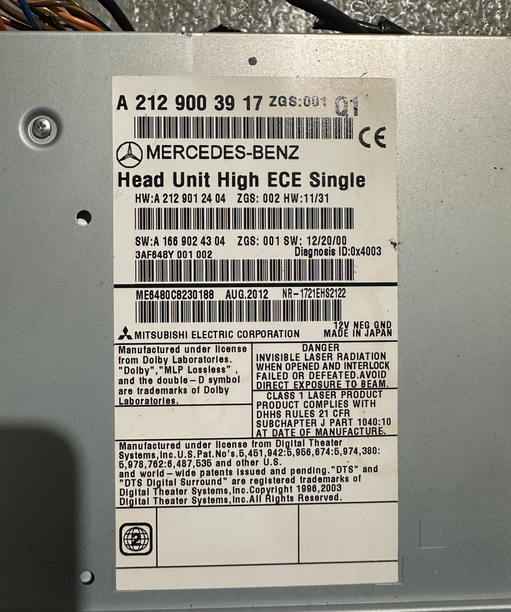 A 212 900 39 17 ZGS:001 Q1
CE
MERCEDES-BENZ
Head Unit High ECE Single
HW:A 212 901 24 04 ZGS: 002 HW:11/31
SW:A 166 902 43 04 ZGS: 001 SW: 12/20/00
3AF648Y 001 002 Diagnosis ID:0x4003
ME6480C8230188 AUG.2012 NR-1721EHS2122
12V NEG GND
MITSUBISHI ELECTRIC CORPORATION MADE IN JAPAN
Manufactured under license
from Dolby Laboratories.
"Dolby","MLP Lossless",
and the double-D symbol
are trademarks of Dolby
Laboratories.
DANGER
INVISIBLE LASER RADIATION
WHEN OPENED AND INTERLOCK
FAILED OR DEFEATED.AVOID
DIRECT EXPOSURE TO BEAM.
CLASS 1 LASER PRODUCT
PRODUCT COMPLIES WITH
DHHS RULES 21 CFR
SUBCHAPTER J PART 1040:10
AT DATE OF MANUFACTURE.
Manufactured under license from Digital Theater
Systems,Inc.U.S.Pat.No's.5,451,942:5,956,674:5,974,380:
5,978,762:6,487,535 and other U.S.
and world-wide patents issued and pending."DTS" and
"DTS Digital Surround" are registered trademarks of
Digital Theater Systems,Inc.Copyright 1996,2003
Digital Theater Systems,Inc.All Rights Reserved.
2